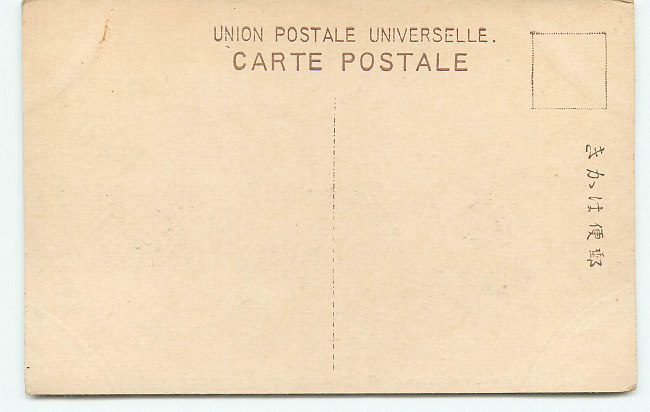 UNION POSTALE UNIVERSELLE.
CARTE POSTALE
郵便はかき